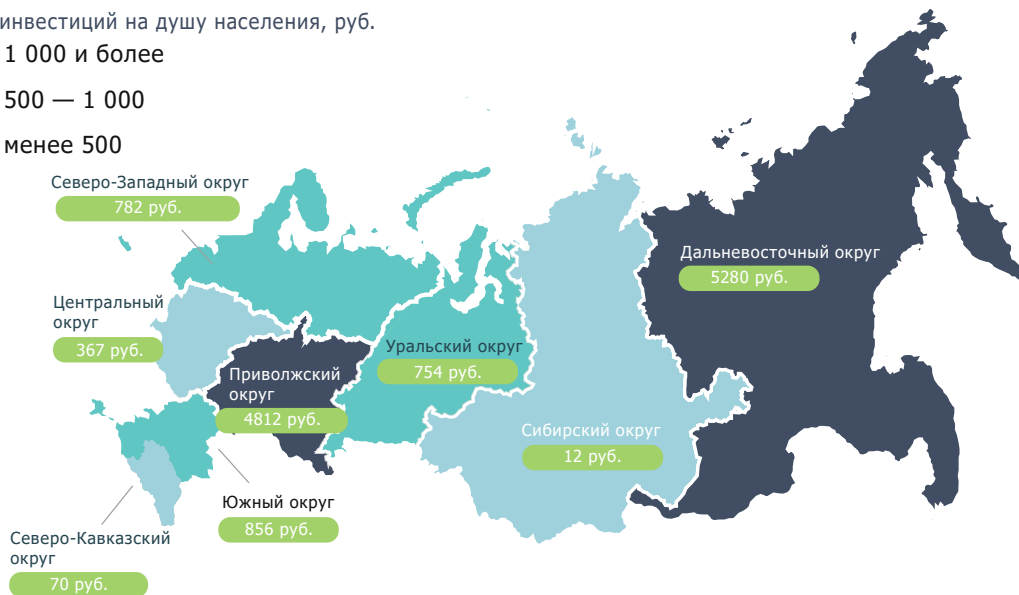 инвестиций на душу населения, руб.
1 000 и более
500 — 1 000
менее 500
Северо-Западный округ
782 руб.
Дальневосточный округ
5280 руб.
Центральный
округ
367 руб.
Уральский округ
754 руб.
Приволжский
округ
4812 руб.
Сибирский округ
12 руб.
Южный округ
856 руб.
Северо-Кавказский
округ
70 руб.